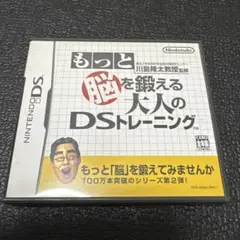 もっと
川島隆太教授監修
Nintendo
脳を鍛える
大人の
DSトレーニング
NINTENDO DS
もっと「脳」を鍛えてみませんか
100万本突破のシリーズ第2弾!